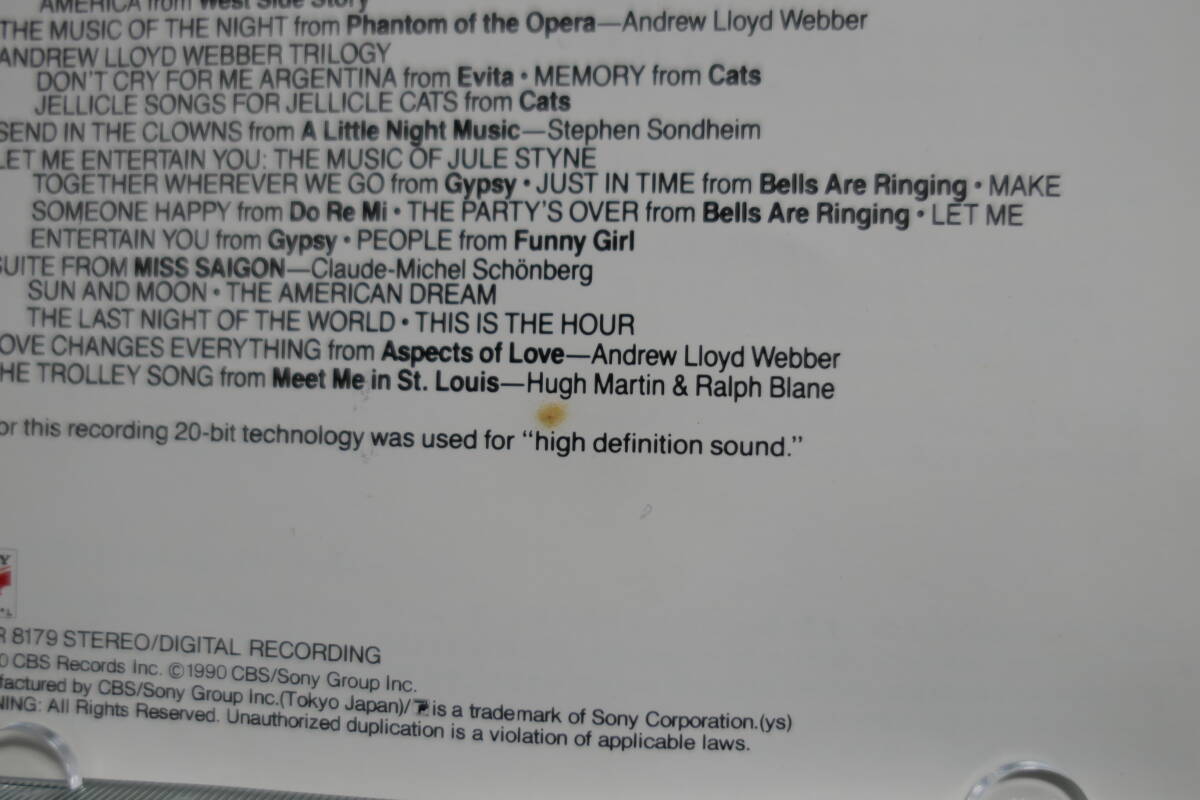 AMERICA from West Side Story
THE MUSIC OF THE NIGHT from Phantom of the Opera—Andrew Lloyd Webber
ANDREW LLOYD WEBBER TRILOGY
DON'T CRY FOR ME ARGENTINA from Evita • MEMORY from Cats
JELLICLE SONGS FOR JELLICLE CATS from Cats
SEND IN THE CLOWNS from A Little Night Music—Stephen Sondheim
LET ME ENTERTAIN YOU: THE MUSIC OF JULE STYNE
TOGETHER WHEREVER WE GO from Gypsy • JUST IN TIME from Bells Are Ringing • MAKE
SOMEONE HAPPY from Do Re Mi • THE PARTY'S OVER from Bells Are Ringing • LET ME
ENTERTAIN YOU from Gypsy • PEOPLE from Funny Girl
SUITE FROM MISS SAIGON—Claude-Michel Schönberg
SUN AND MOON • THE AMERICAN DREAM
THE LAST NIGHT OF THE WORLD • THIS IS THE HOUR
OVE CHANGES EVERYTHING from Aspects of Love—Andrew Lloyd Webber
HE TROLLEY SONG from Meet Me in St. Louis—Hugh Martin & Ralph Blane
or this recording 20-bit technology was used for “high definition sound.”
R 8179 STEREO/DIGITAL RECORDING
0 CBS Records Inc. ©1990 CBS/Sony Group Inc.
factured by CBS/Sony Group Inc.(Tokyo Japan)/ is a trademark of Sony Corporation.(ys)
NING: All Rights Reserved. Unauthorized duplication is a violation of applicable laws.